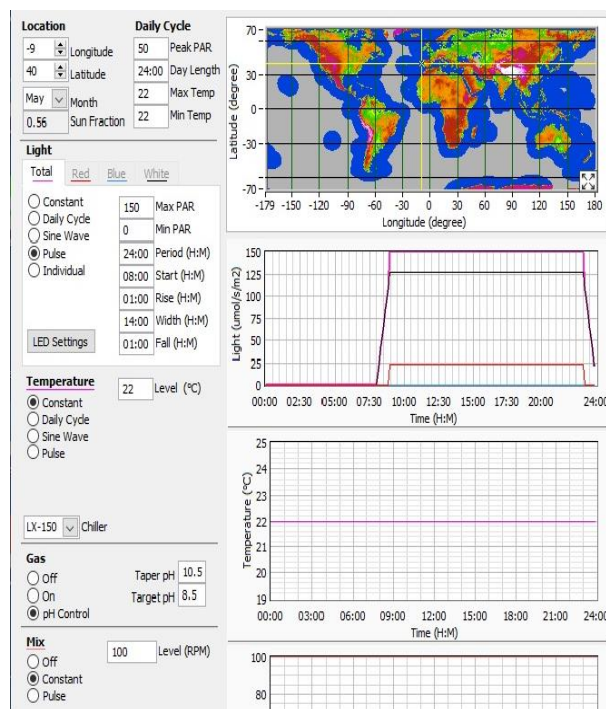 Location
Daily Cycle
-9 Longitude
50 Peak PAR
40 Latitude
24:00 Day Length
May Month
22 Max Temp
0.56 Sun Fraction
22 Min Temp
Light
Total Red Blue White
Constant
Daily Cycle
Sine Wave
Pulse
Individual
150 Max PAR
0 Min PAR
24:00 Period (H:M)
08:00 Start (H:M)
01:00 Rise (H:M)
14:00 Width (H:M)
01:00 Fall (H:M)
LED Settings
Temperature
22 Level (°C)
Constant
Daily Cycle
Sine Wave
Pulse
LX-150 Chiller
Gas
Off
On
pH Control
Taper pH 10.5
Target pH 8.5
Mix
100 Level (RPM)
Off
Constant
Pulse
Latitude (degree)
70
30
0
-30
-70
-179 -150 -120 -90 -60 -30 0 30 60 90 120 150 180
Longitude (degree)
Light (umol/s/m2)
150
125
100
75
50
25
0
00:00 02:30 05:00 07:30 10:00 12:30 15:00 17:30 20:00 24:00
Time (H:M)
Temperature (°C)
25
24
23
22
21
20
19
00:00 03:00 06:00 09:00 12:00 15:00 18:00 21:00 24:00
Time (H:M)
100
80